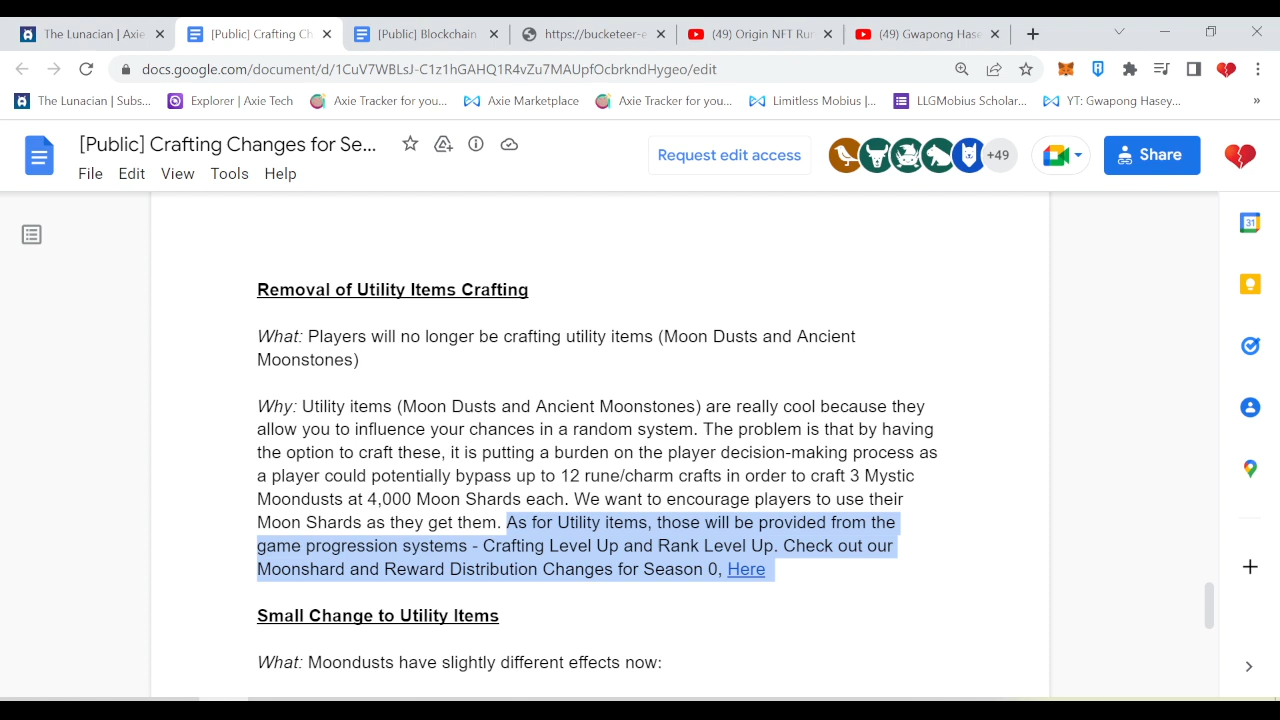 The Lunacian | Axie
[Public] Crafting Ch
[Public] Blockchain
https://bucketeer-e
(49) Origin NFT Run
(49) Gwapong Hase
docs.google.com/document/d/1CuV7WBLsJ-C1z1hGAHQ1R4vZu7MAUpfOcbrkndHygeo/edit
The Lunacian | Subs...
Explorer | Axie Tech
Axie Tracker for you...
Axie Marketplace
Axie Tracker for you...
Limitless Mobius |...
LLGMobius Scholar...
YT: Gwapong Hasey...
»
[Public] Crafting Changes for Se...
File Edit View Tools Help
Request edit access
+49
Share
31
Removal of Utility Items Crafting
What: Players will no longer be crafting utility items (Moon Dusts and Ancient
Moonstones)
Why: Utility items (Moon Dusts and Ancient Moonstones) are really cool because they
allow you to influence your chances in a random system. The problem is that by having
the option to craft these, it is putting a burden on the player decision-making process as
a player could potentially bypass up to 12 rune/charm crafts in order to craft 3 Mystic
Moondusts at 4,000 Moon Shards each. We want to encourage players to use their
Moon Shards as they get them. As for Utility items, those will be provided from the
game progression systems - Crafting Level Up and Rank Level Up. Check out our
Moonshard and Reward Distribution Changes for Season 0, Here
Small Change to Utility Items
What: Moondusts have slightly different effects now: